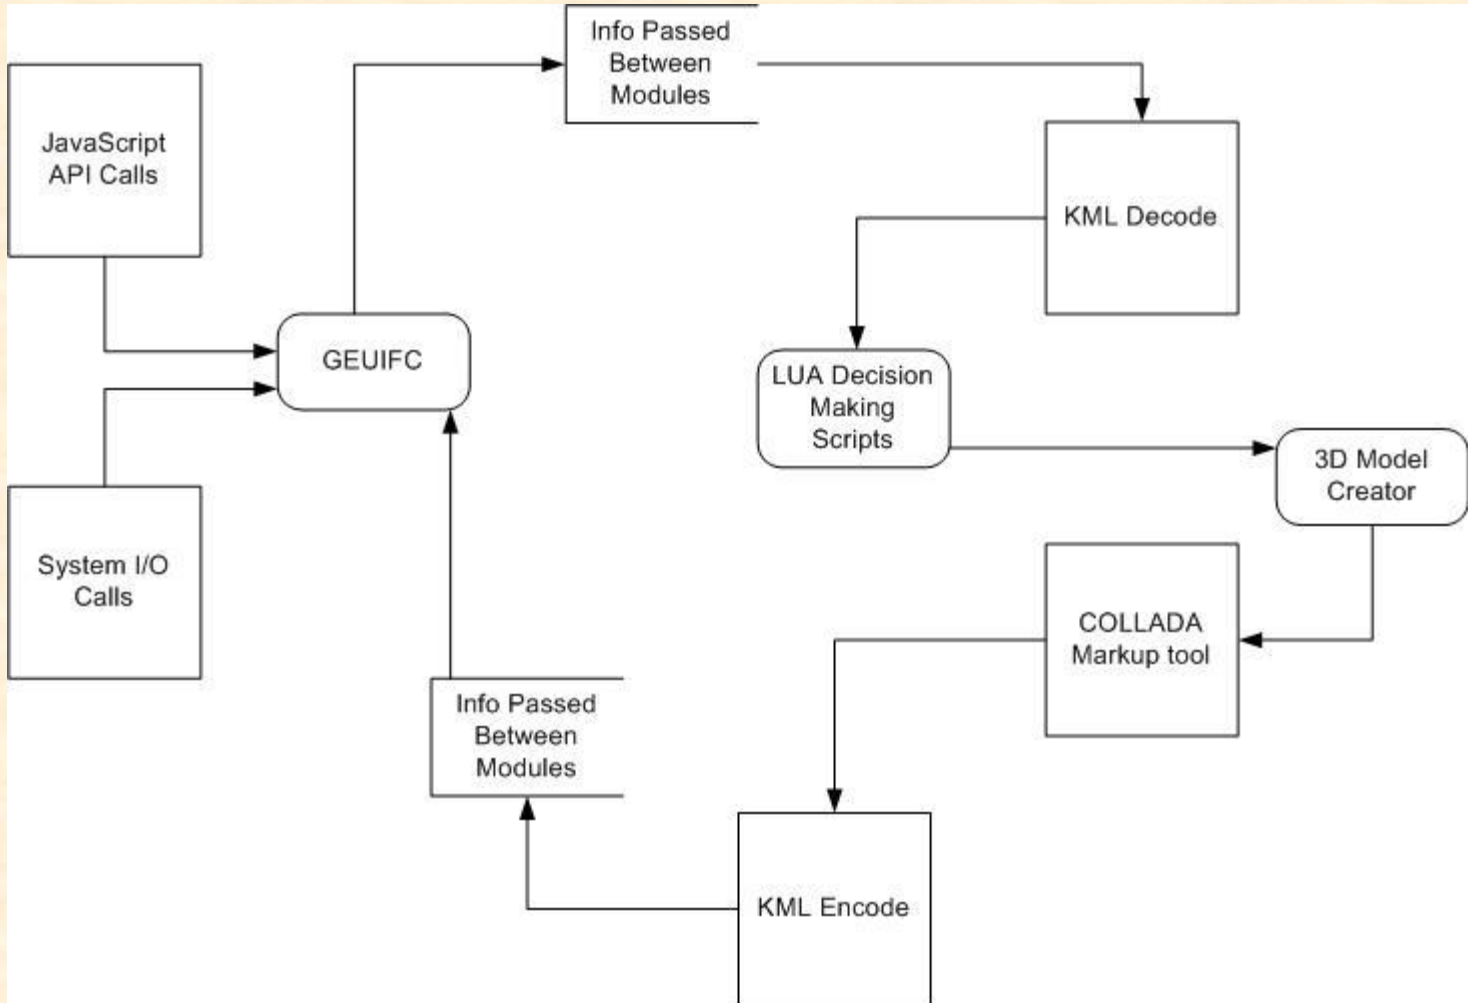 Info Passed
Between
Modules
JavaScript
API Calls
KML Decode
GEUIFC
LUA Decision
Making
Scripts
3D Model
Creator
System I/O
Calls
COLLADA
Markup tool
Info Passed
Between
Modules
KML Encode